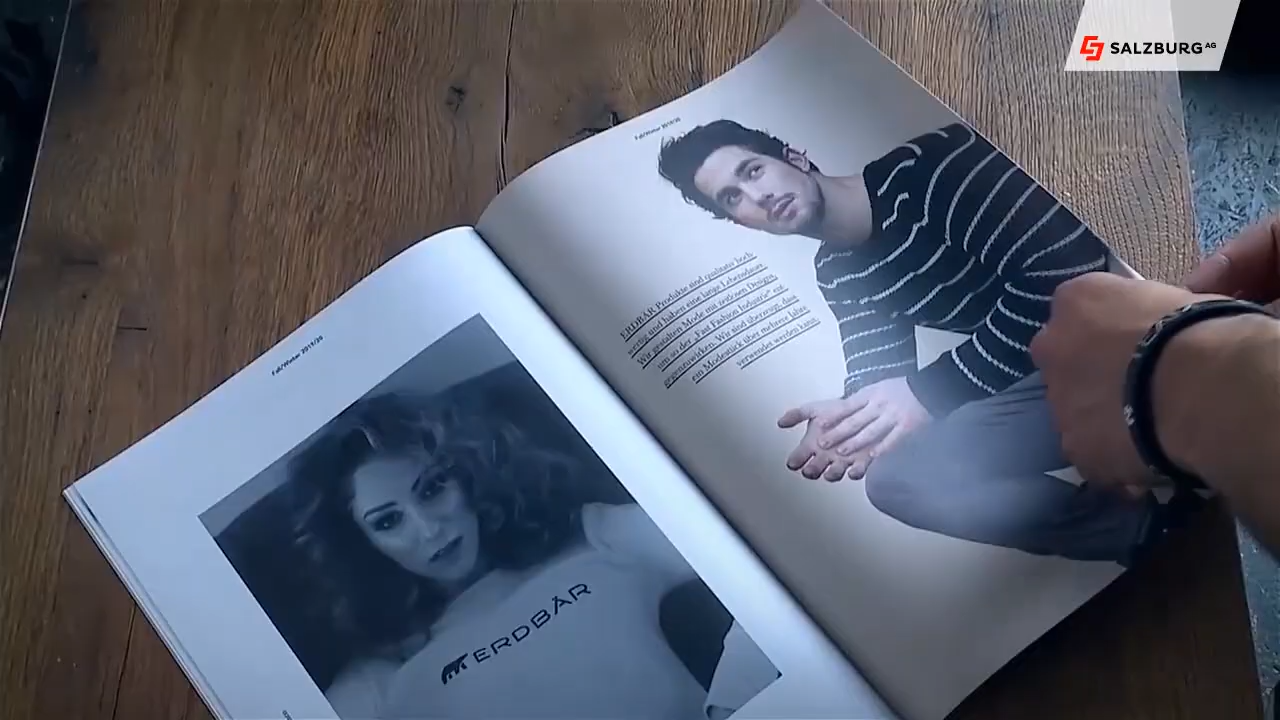 SALZBURG AG
Fall/Winter 2019/20
ERDBÄR
Fall/Winter 2019/20
ERDBÄR Produkte sind qualitativ hoch-
wertig und haben eine lange Lebensdauer.
Wir gestalten Mode mit zeitlosen Designs,
um so der „Fast Fashion Industrie“ ent-
gegenzuwirken. Wir sind überzeugt, dass
ein Modestück über mehrere Jahre
verwendet werden kann.